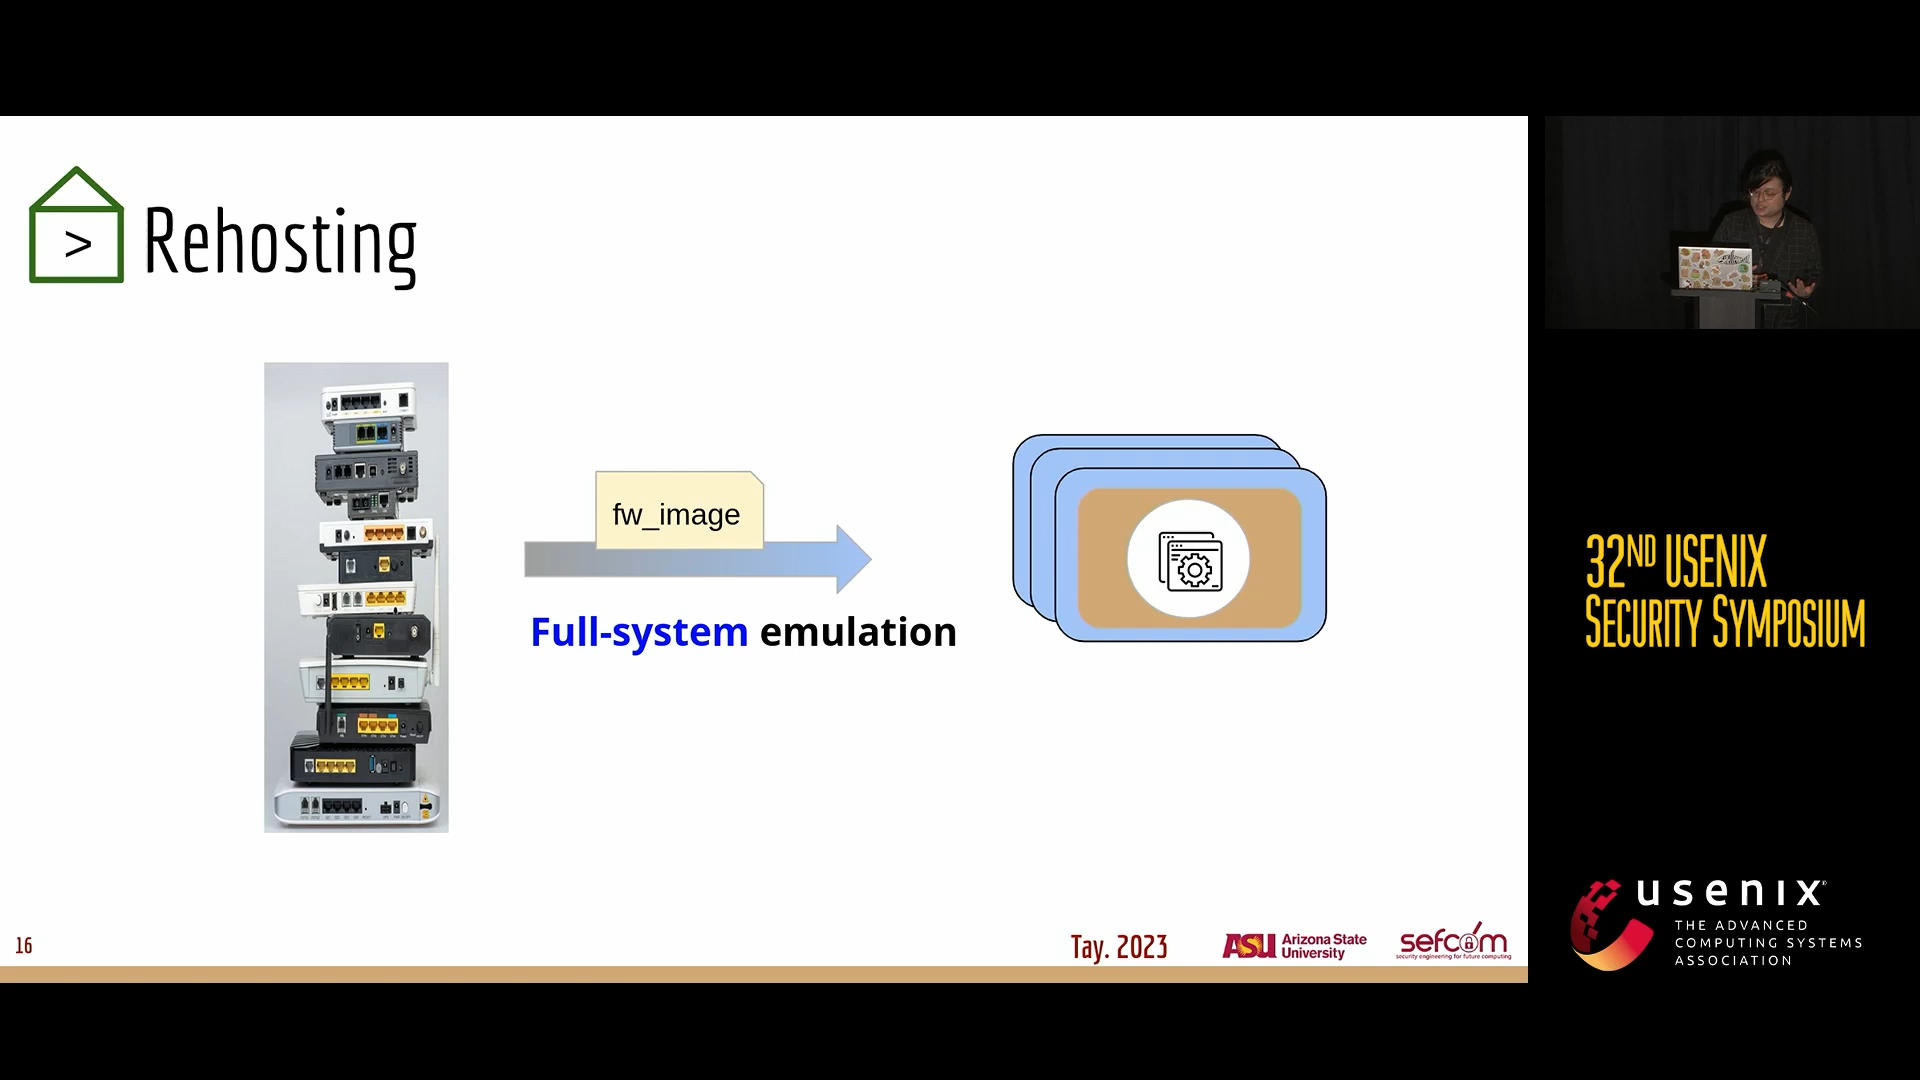 > Rehosting
fw_image
Full-system emulation
16
Tay. 2023
ASU Arizona State
University
sefcom
security engineering for future computing
32ND USENIX
SECURITY SYMPOSIUM
usenix®
THE ADVANCED
COMPUTING SYSTEMS
ASSOCIATION